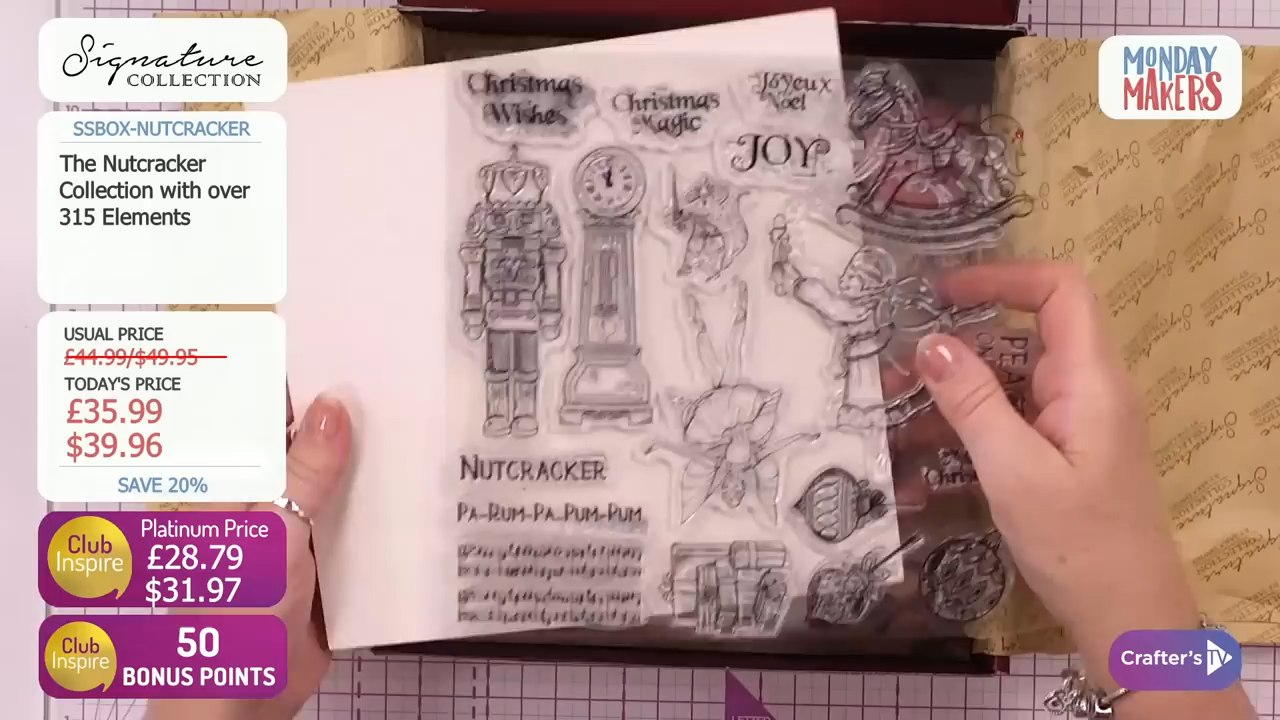 Signature
COLLECTION
SSBOX-NUTCRACKER
The Nutcracker
Collection with over
315 Elements
USUAL PRICE
£44.99/$49.95
TODAY'S PRICE
£35.99
$39.96
SAVE 20%
Club
Inspire
Platinum Price
£28.79
$31.97
Club
Inspire
50
BONUS POINTS
MONDAY
MAKERS
Christmas
Wishes
Christmas
Magic
Joyeux
Noel
JOY
NUTCRACKER
PA-RUM-PA-PUM-PUM
Crafter's TV